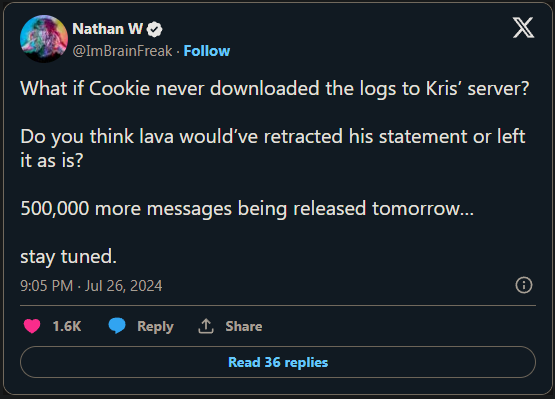 Nathan W
@ImBrainFreak · Follow
What if Cookie never downloaded the logs to Kris’ server?
Do you think lava would’ve retracted his statement or left
it as is?
500,000 more messages being released tomorrow...
stay tuned.
9:05 PM · Jul 26, 2024
1.6K Reply Share
Read 36 replies